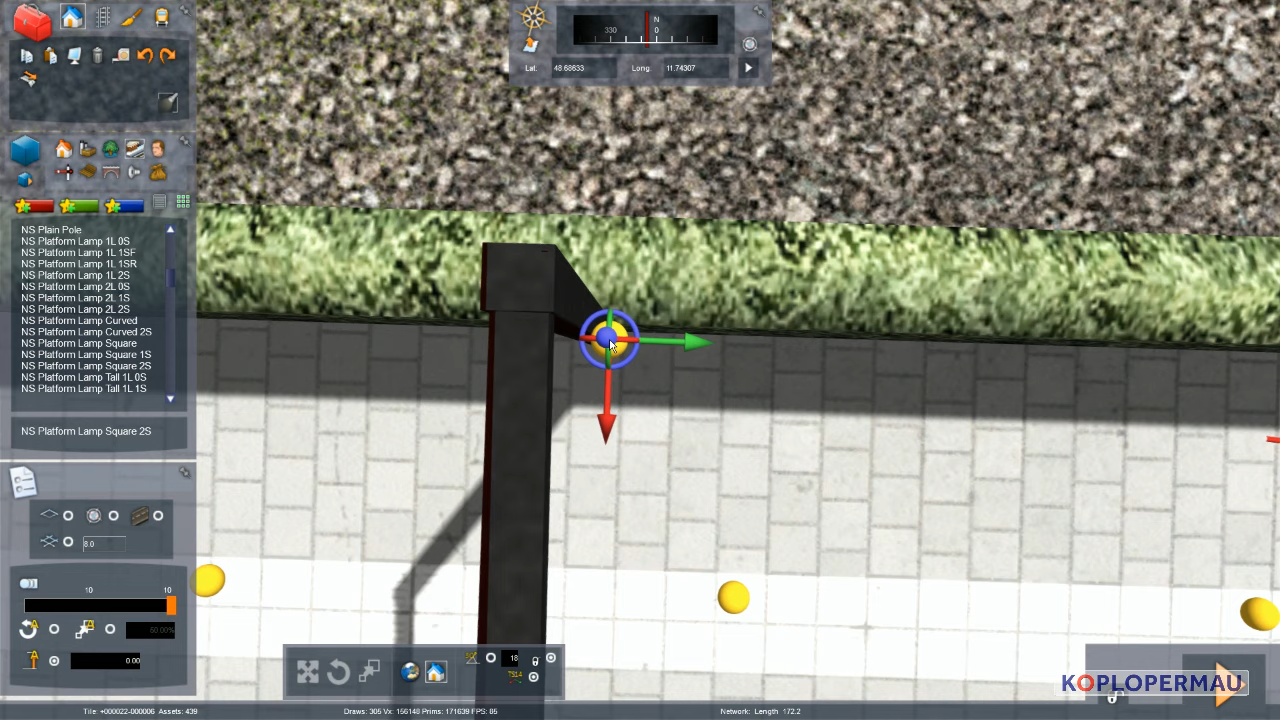 N
330
0
Lat:
48.68633
Long:
11.74307
NS Plain Pole
NS Platform Lamp 1L 0S
NS Platform Lamp 1L 1SF
NS Platform Lamp 1L 1SR
NS Platform Lamp 1L 2S
NS Platform Lamp 2L 0S
NS Platform Lamp 2L 1S
NS Platform Lamp 2L 2S
NS Platform Lamp Curved
NS Platform Lamp Curved 2S
NS Platform Lamp Square
NS Platform Lamp Square 1S
NS Platform Lamp Square 2S
NS Platform Lamp Tall 1L 0S
NS Platform Lamp Tall 1L 1S
NS Platform Lamp Square 2S
8.0
10
10
50.00%
0.00
18
KOPLOPERMAU
Tile: +000022-000006 Assets: 439
Draws: 305 Vx: 156148 Prims: 171639 FPS: 85
Network: Length 172.2